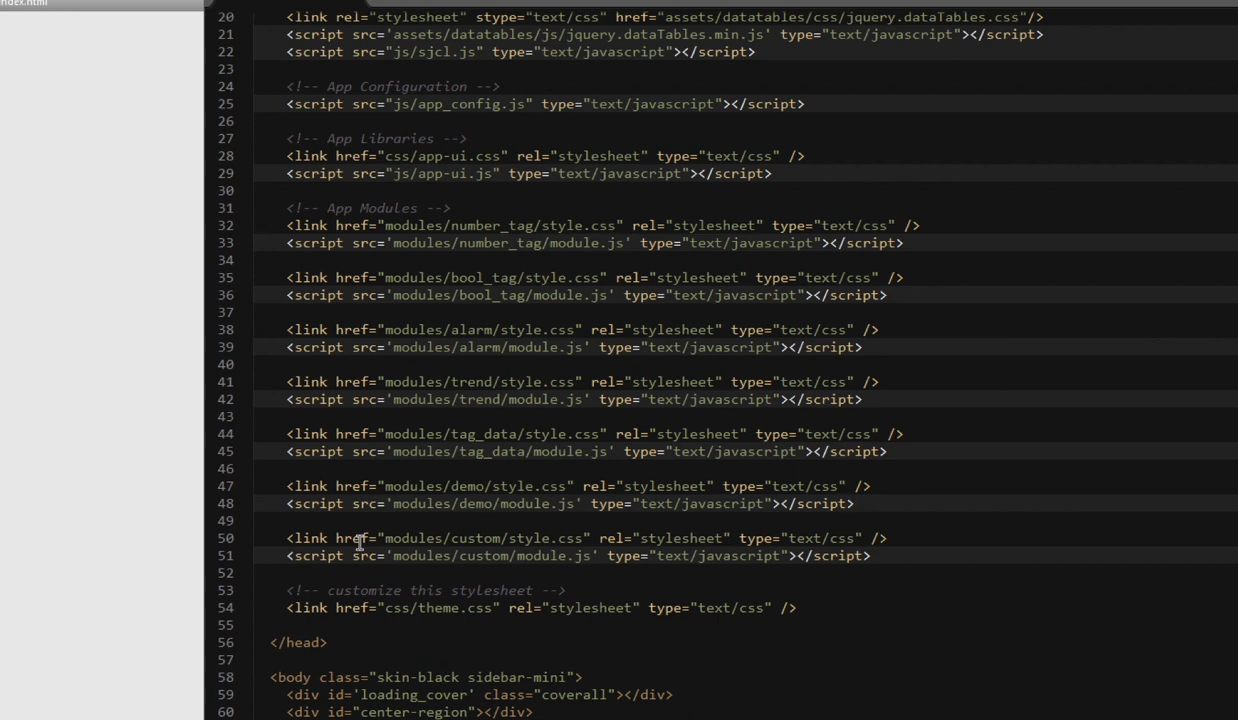 index.html
20 <link rel="stylesheet" stype="text/css" href="assets/datatables/css/jquery.dataTables.css"/>
21 <script src='assets/datatables/js/jquery.dataTables.min.js' type="text/javascript"></script>
22 <script src="js/sjcl.js" type="text/javascript"></script>
23
24 <!-- App Configuration -->
25 <script src="js/app_config.js" type="text/javascript"></script>
26
27 <!-- App Libraries -->
28 <link href="css/app-ui.css" rel="stylesheet" type="text/css" />
29 <script src="js/app-ui.js" type="text/javascript"></script>
30
31 <!-- App Modules -->
32 <link href="modules/number_tag/style.css" rel="stylesheet" type="text/css" />
33 <script src='modules/number_tag/module.js' type="text/javascript"></script>
34
35 <link href="modules/bool_tag/style.css" rel="stylesheet" type="text/css" />
36 <script src='modules/bool_tag/module.js' type="text/javascript"></script>
37
38 <link href="modules/alarm/style.css" rel="stylesheet" type="text/css" />
39 <script src='modules/alarm/module.js' type="text/javascript"></script>
40
41 <link href="modules/trend/style.css" rel="stylesheet" type="text/css" />
42 <script src='modules/trend/module.js' type="text/javascript"></script>
43
44 <link href="modules/tag_data/style.css" rel="stylesheet" type="text/css" />
45 <script src='modules/tag_data/module.js' type="text/javascript"></script>
46
47 <link href="modules/demo/style.css" rel="stylesheet" type="text/css" />
48 <script src='modules/demo/module.js' type="text/javascript"></script>
49
50 <link href="modules/custom/style.css" rel="stylesheet" type="text/css" />
51 <script src='modules/custom/module.js' type="text/javascript"></script>
52
53 <!-- customize this stylesheet -->
54 <link href="css/theme.css" rel="stylesheet" type="text/css" />
55
56 </head>
57
58 <body class="skin-black sidebar-mini">
59 <div id='loading_cover' class="coverall"></div>
60 <div id="center-region"></div>